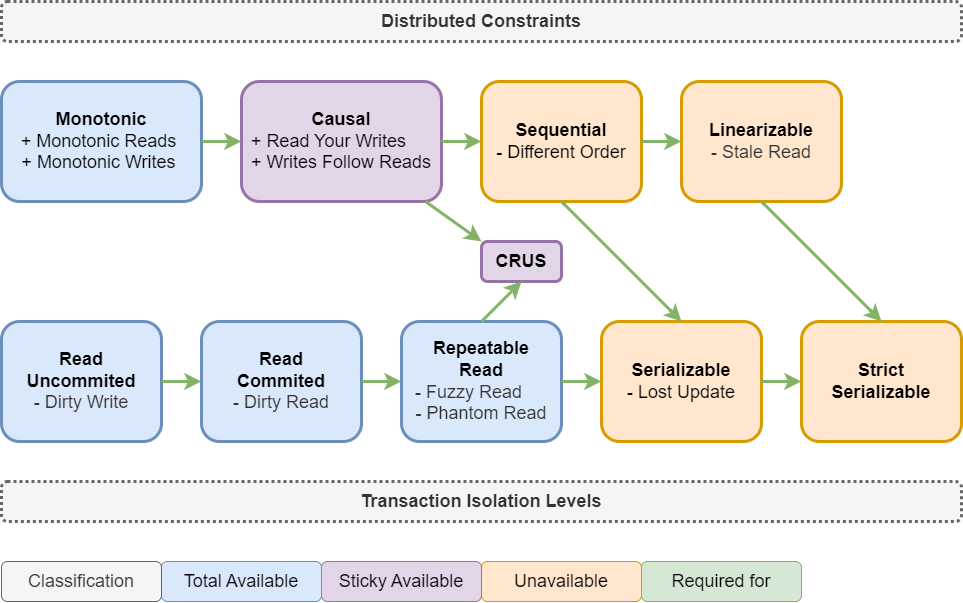 Distributed Constraints
Monotonic
+ Monotonic Reads
+ Monotonic Writes
Causal
+ Read Your Writes
+ Writes Follow Reads
Sequential
- Different Order
Linearizable
- Stale Read
CRUS
Read
Uncommited
- Dirty Write
Read
Commited
- Dirty Read
Repeatable
Read
- Fuzzy Read
- Phantom Read
Serializable
- Lost Update
Strict
Serializable
Transaction Isolation Levels
Classification
Total Available
Sticky Available
Unavailable
Required for